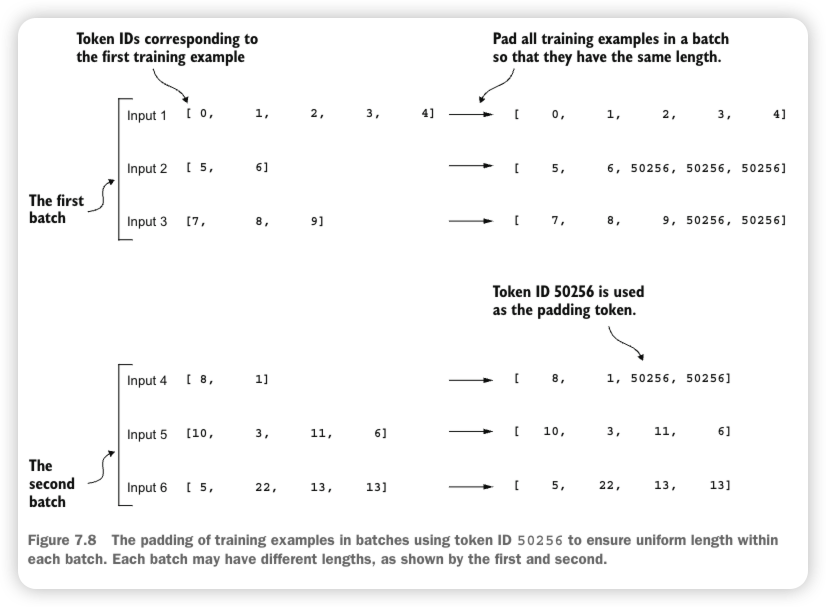 Token IDs corresponding to
the first training example
Pad all training examples in a batch
so that they have the same length.
Input 1 [ 0, 1, 2, 3, 4] [ 0, 1, 2, 3, 4]
Input 2 [ 5, 6] [ 5, 6, 50256, 50256, 50256]
The first
batch
Input 3 [7, 8, 9] [ 7, 8, 9, 50256, 50256]
Token ID 50256 is used
as the padding token.
Input 4 [ 8, 1] [ 8, 1, 50256, 50256]
Input 5 [10, 3, 11, 6] [ 10, 3, 11, 6]
The
second
batch
Input 6 [ 5, 22, 13, 13] [ 5, 22, 13, 13]
Figure 7.8 The padding of training examples in batches using token ID 50256 to ensure uniform length within
each batch. Each batch may have different lengths, as shown by the first and second.